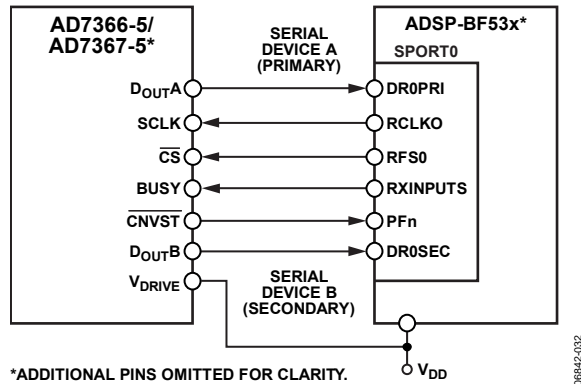 AD7366-5/
AD7367-5*
SERIAL
DEVICE A
(PRIMARY)
ADSP-BF53x*
SPORT0
DOUTA
DR0PRI
SCLK
RCLKO
CS
RFS0
BUSY
RXINPUTS
CNVST
PFn
DOUTB
DR0SEC
VDRIVE
SERIAL
DEVICE B
(SECONDARY)
VDD
*ADDITIONAL PINS OMITTED FOR CLARITY.
06842-032